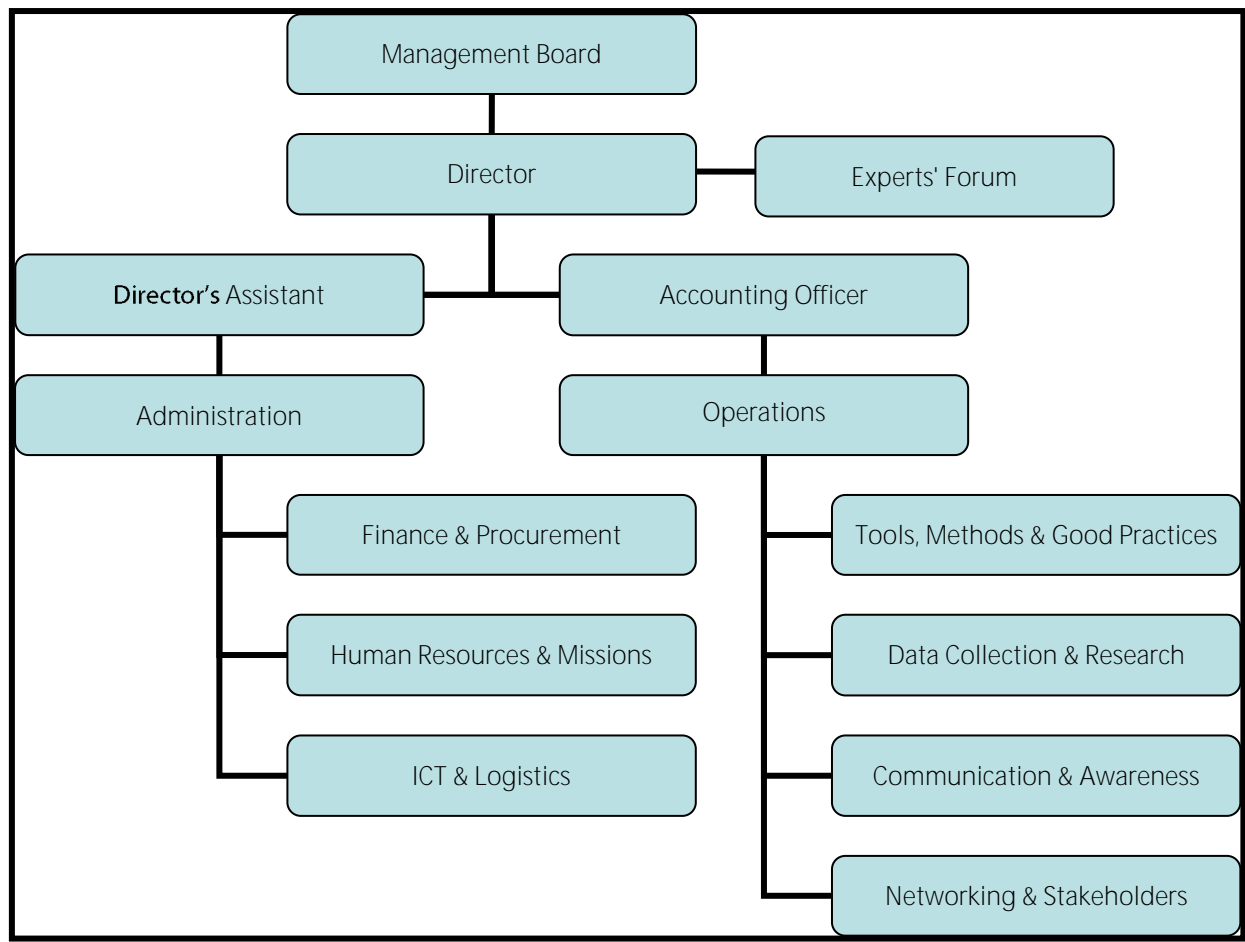 Management Board
Director
Experts' Forum
Director’s Assistant
Accounting Officer
Administration
Operations
Finance & Procurement
Tools, Methods & Good Practices
Human Resources & Missions
Data Collection & Research
ICT & Logistics
Communication & Awareness
Networking & Stakeholders